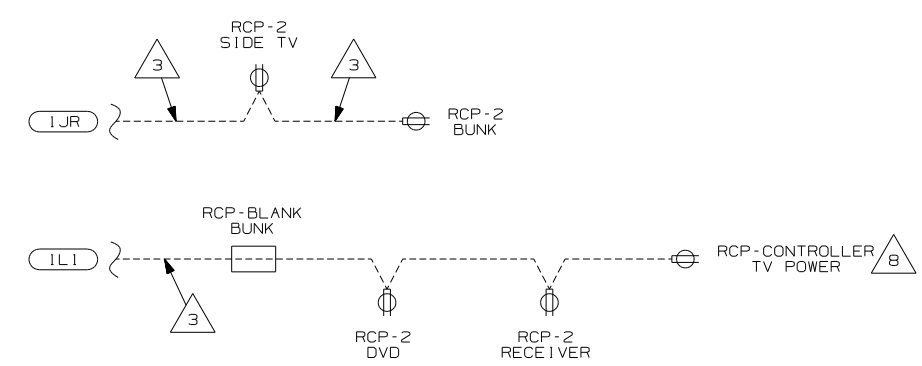 RCP-2
SIDE TV
3
3
1JR
RCP-2
BUNK
RCP-BLANK
BUNK
1L1
RCP-CONTROLLER
TV POWER
8
3
RCP-2
DVD
RCP-2
RECEIVER